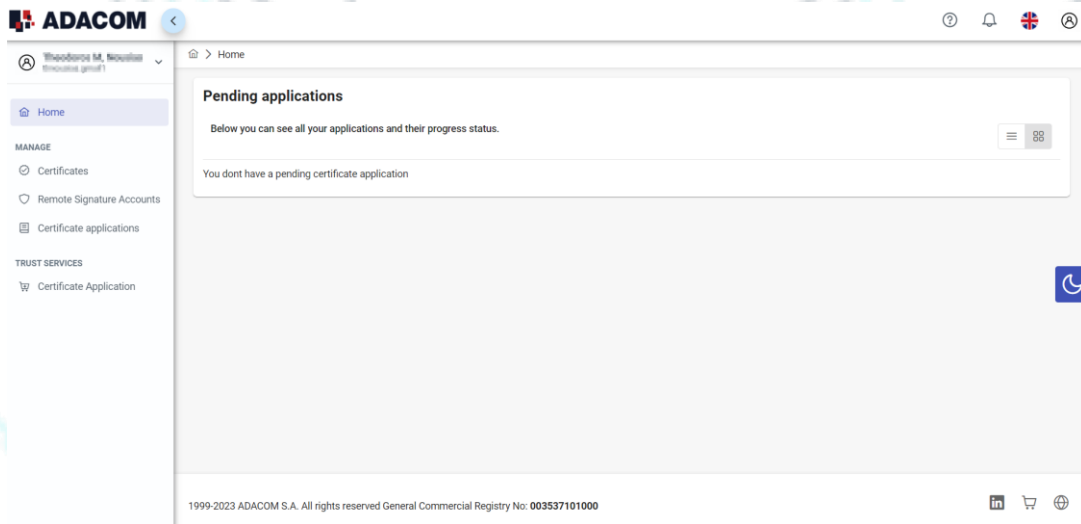 ADACOM
Home
Home
Pending applications
Below you can see all your applications and their progress status.
You dont have a pending certificate application
MANAGE
Certificates
Remote Signature Accounts
Certificate applications
TRUST SERVICES
Certificate Application
1999-2023 ADACOM S.A. All rights reserved General Commercial Registry No: 003537101000
in